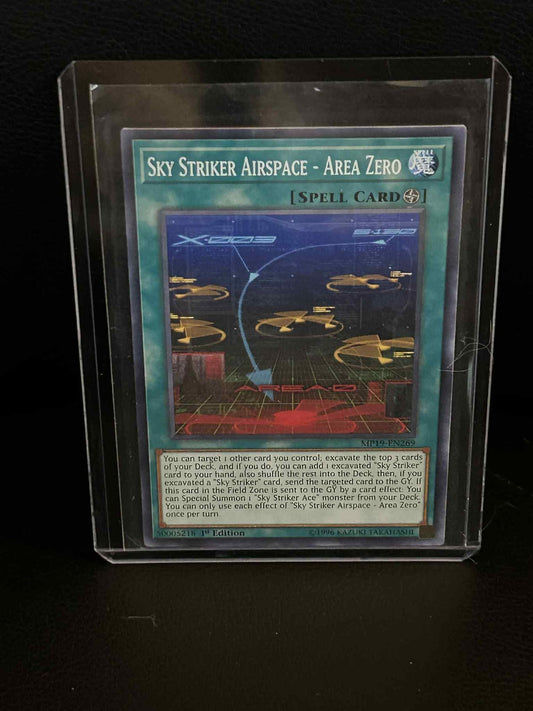 SKY STRIKER AIRSPACE - AREA ZERO
[SPELL CARD]
X-003
S-130
AREA-0
MP19-EN269
You can target 1 other card you control; excavate the top 3 cards
of your Deck, and if you do, you can add 1 excavated "Sky Striker"
card to your hand, also shuffle the rest into the Deck, then, if you
excavated a "Sky Striker" card, send the targeted card to the GY. If
this card in the Field Zone is sent to the GY by a card effect: You
can Special Summon 1 "Sky Striker Ace" monster from your Deck.
You can only use each effect of "Sky Striker Airspace - Area Zero"
once per turn.
50005218
1st Edition
©1996 KAZUKI TAKAHASHI